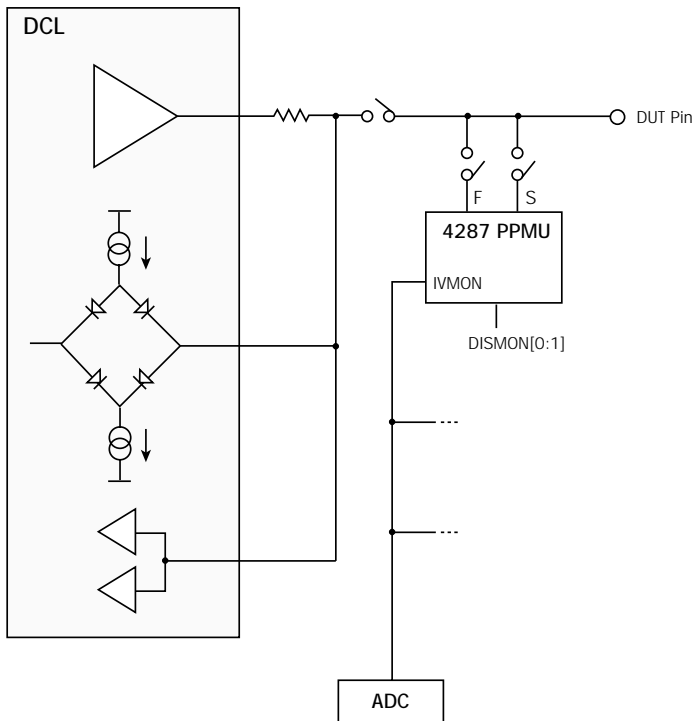 DCL
DUT Pin
F
S
4287 PPMU
IVMON
DISMON[0:1]
ADC